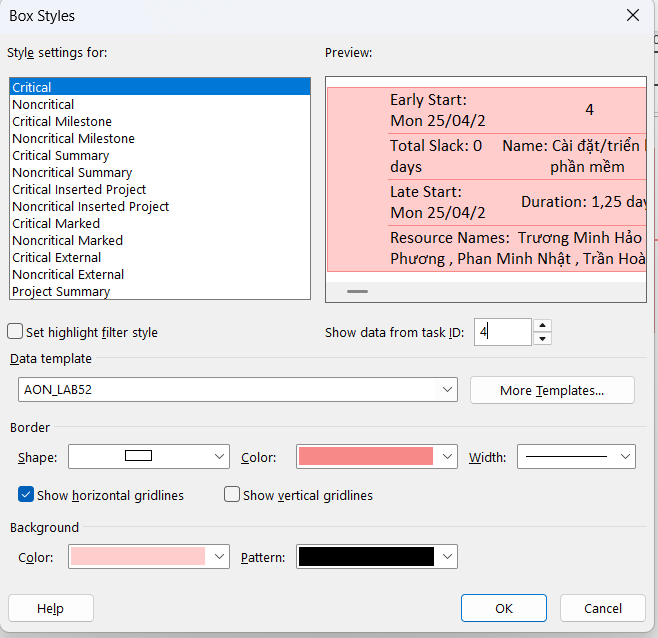 Box Styles
Style settings for:
Preview:
Critical
Noncritical
Critical Milestone
Noncritical Milestone
Critical Summary
Noncritical Summary
Critical Inserted Project
Noncritical Inserted Project
Critical Marked
Noncritical Marked
Critical External
Noncritical External
Project Summary
Early Start:
Mon 25/04/2
4
Total Slack: 0
days
Name: Cài đặt/triển
phần mềm
Late Start:
Mon 25/04/2
Duration: 1,25 day
Resource Names: Trương Minh Hảo
Phương , Phan Minh Nhật , Trần Hoà
Set highlight filter style
Show data from task ID:
4
Data template
AON_LAB52
More Templates...
Border
Shape:
Color:
Width:
Show horizontal gridlines
Show vertical gridlines
Background
Color:
Pattern:
Help
OK
Cancel